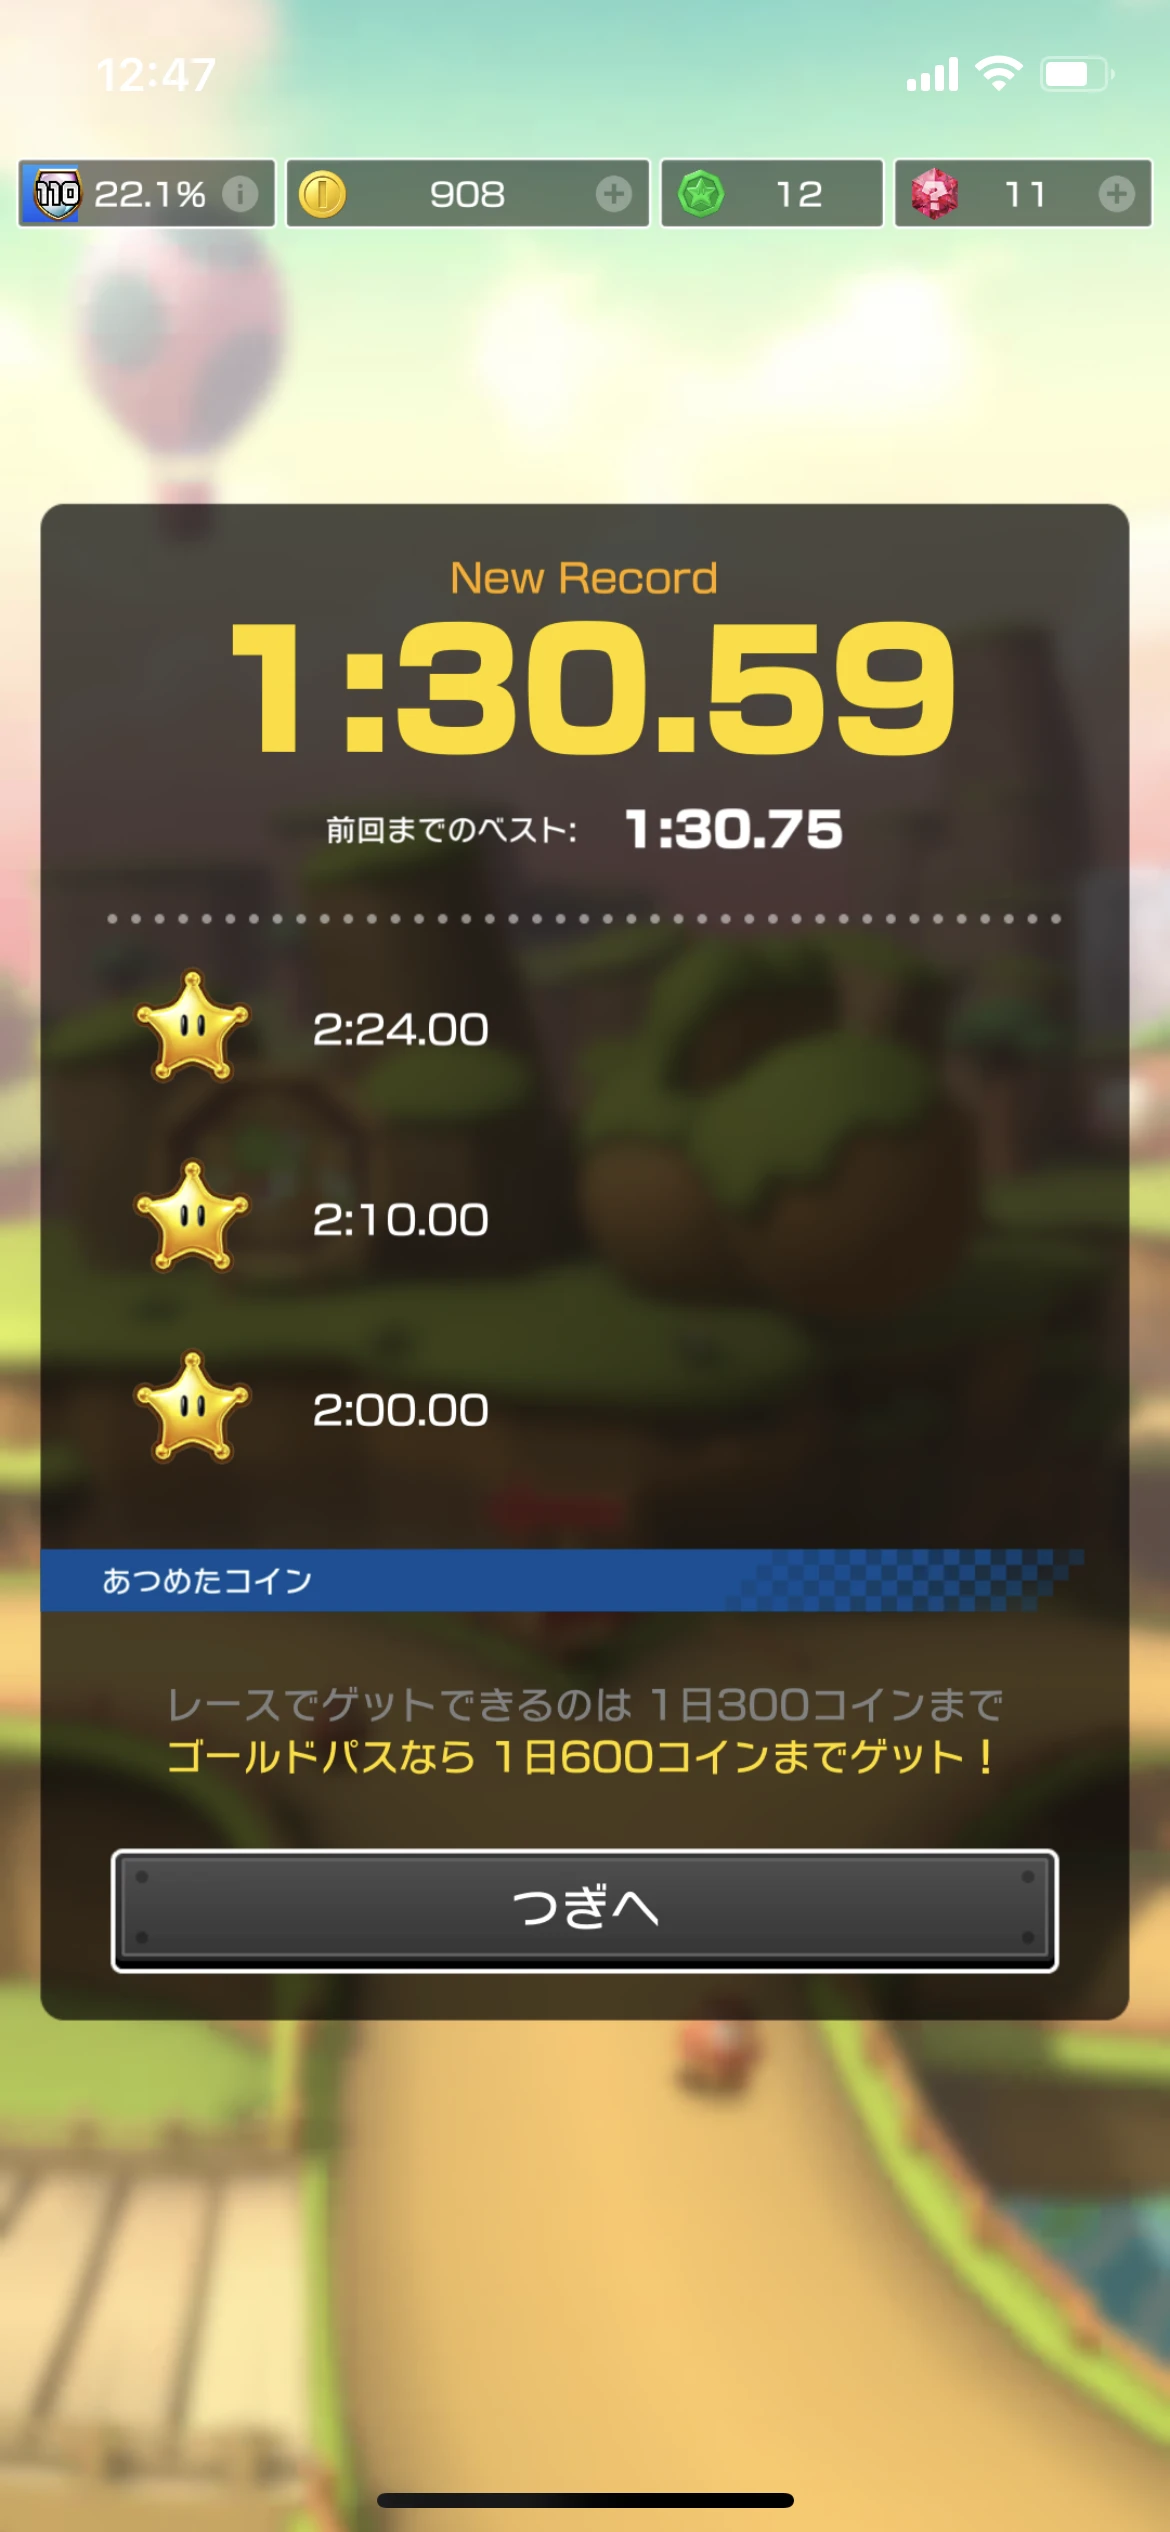 12:47
110 22.1% i 908 + 12 ? 11 +
New Record
1:30.59
前回までのベスト: 1:30.75
2:24.00
2:10.00
2:00.00
あつめたコイン
レースでゲットできるのは 1日300コインまで
ゴールドパスなら 1日600コインまでゲット！
つぎへ